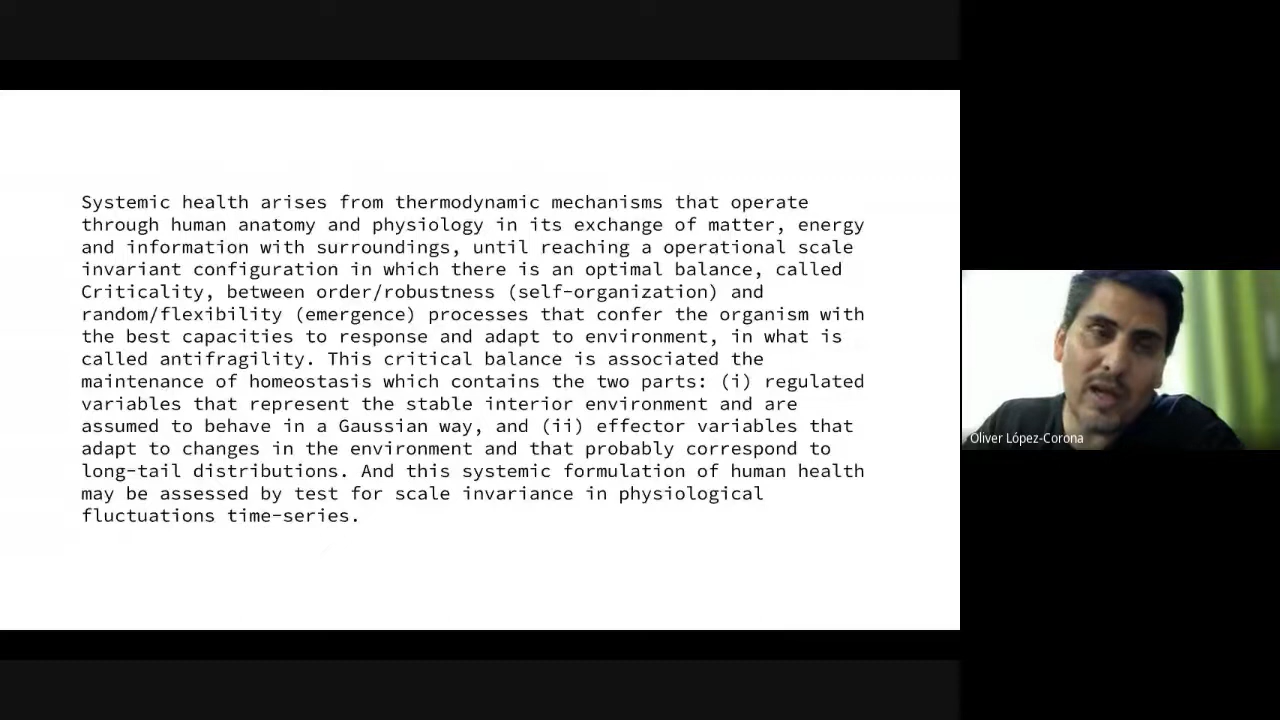 Systemic health arises from thermodynamic mechanisms that operate
through human anatomy and physiology in its exchange of matter, energy
and information with surroundings, until reaching a operational scale
invariant configuration in which there is an optimal balance, called
Criticality, between order/robustness (self-organization) and
random/flexibility (emergence) processes that confer the organism with
the best capacities to response and adapt to environment, in what is
called antifragility. This critical balance is associated the
maintenance of homeostasis which contains the two parts: (i) regulated
variables that represent the stable interior environment and are
assumed to behave in a Gaussian way, and (ii) effector variables that
adapt to changes in the environment and that probably correspond to
long-tail distributions. And this systemic formulation of human health
may be assessed by test for scale invariance in physiological
fluctuations time-series.
Oliver López-Corona